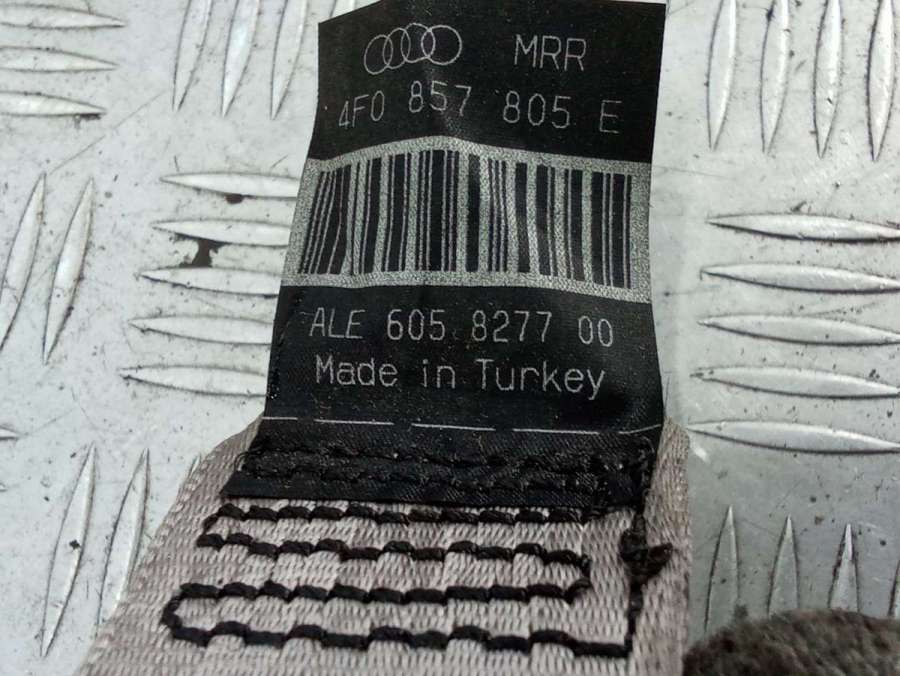 MRR
4F0 857 805 E
ALE 605 8277 00
Made in Turkey